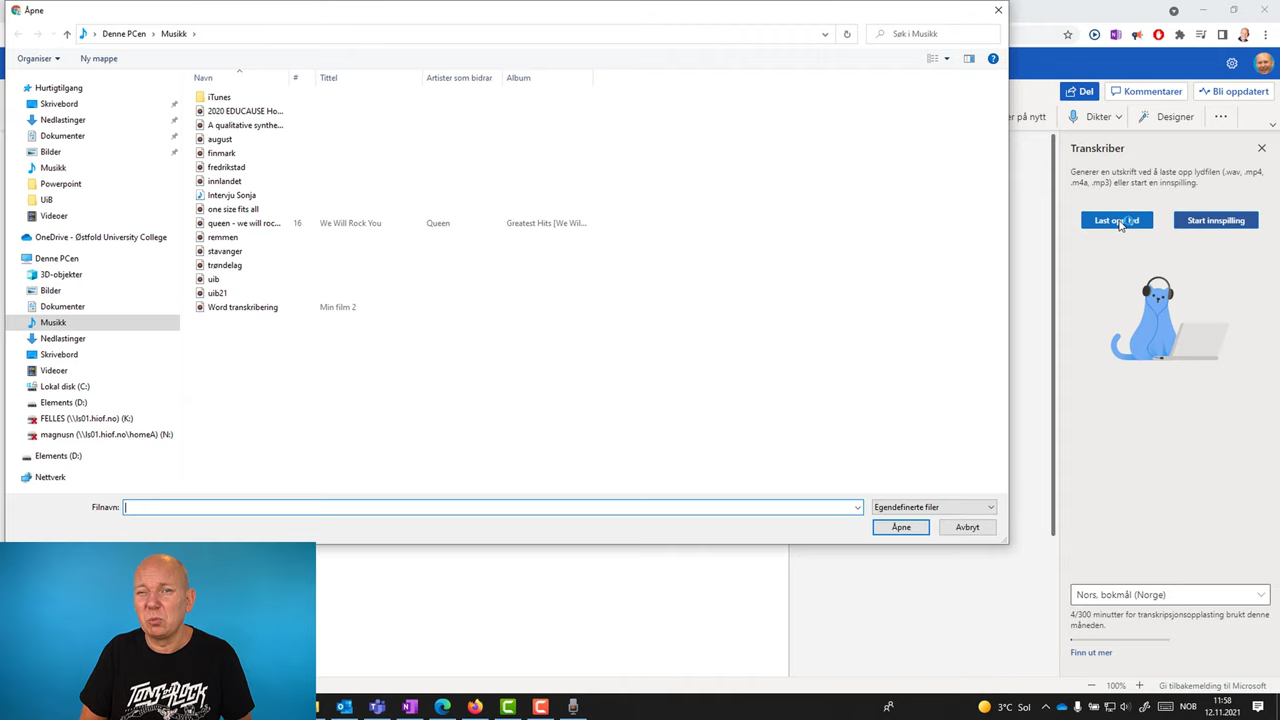 Åpne
Denne PCen
Musikk
Søk i Musikk
Organiser
Ny mappe
Hurtigtilgang
Skrivebord
Nedlastinger
Dokumenter
Bilder
Musikk
Powerpoint
UiB
Videoer
OneDrive - Østfold University College
Denne PCen
3D-objekter
Bilder
Dokumenter
Musikk
Nedlastinger
Skrivebord
Videoer
Lokal disk (C:)
Elements (D:)
FELLES (\\ls01.hiof.no) (K:)
magnusn (\\ls01.hiof.no\homeA) (N:)
Elements (D:)
Nettverk
Navn # Tittel Artister som bidrar Album
iTunes
2020 EDUCAUSE Ho...
A qualitative synthe...
august
finmark
fredrikstad
innlandet
Intervju Sonja
one size fits all
queen - we will roc... 16 We Will Rock You Queen Greatest Hits [We Wil...
remmen
stavanger
trøndelag
uib
uib21
Word transkribering Min film 2
Filnavn:
Egendefinerte filer
Åpne
Avbryt
Del
Kommentarer
Bli oppdatert
er på nytt
Dikter
Designer
Transkriber
Generer en utskrift ved å laste opp lydfilen (.wav, .mp4,
.m4a, .mp3) eller start en innspilling.
Last opp lyd
Start innspilling
Nors, bokmål (Norge)
4/300 minutter for transkripsjonsopplasting brukt denne
måneden.
Finn ut mer
100%
Gi tilbakemelding til Microsoft
TONS OF ROCK
3°C Sol
NOB
11:58
12.11.2021